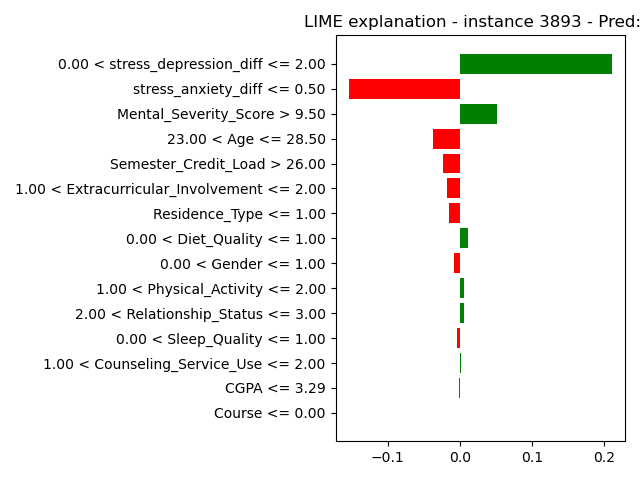 LIME explanation - instance 3893 - Pred:
0.00 < stress_depression_diff <= 2.00
stress_anxiety_diff <= 0.50
Mental_Severity_Score > 9.50
23.00 < Age <= 28.50
Semester_Credit_Load > 26.00
1.00 < Extracurricular_Involvement <= 2.00
Residence_Type <= 1.00
0.00 < Diet_Quality <= 1.00
0.00 < Gender <= 1.00
1.00 < Physical_Activity <= 2.00
2.00 < Relationship_Status <= 3.00
0.00 < Sleep_Quality <= 1.00
1.00 < Counseling_Service_Use <= 2.00
CGPA <= 3.29
Course <= 0.00
−0.1 0.0 0.1 0.2